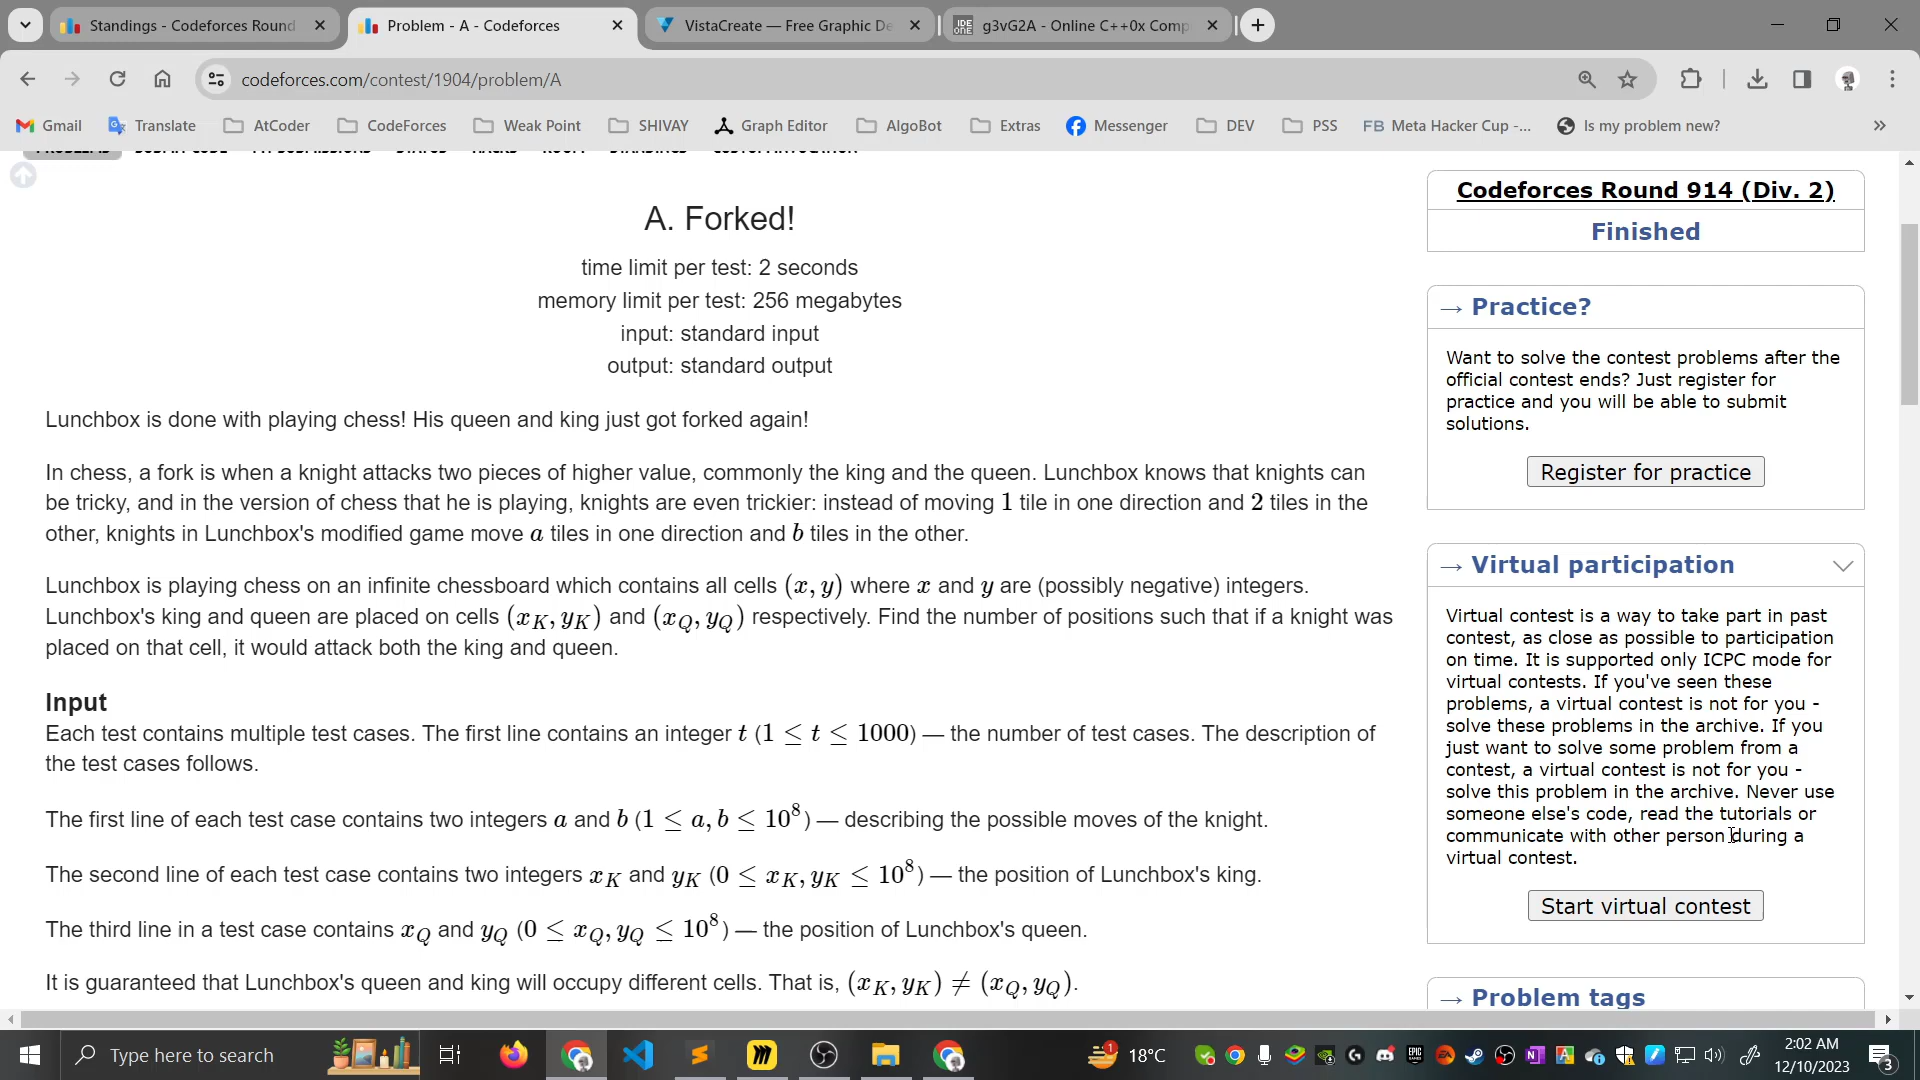 Standings - Codeforces Round
Problem - A - Codeforces
VistaCreate — Free Graphic De
g3vG2A - Online C++0x Comp
codeforces.com/contest/1904/problem/A
Gmail
Translate
AtCoder
CodeForces
Weak Point
SHIVAY
Graph Editor
AlgoBot
Extras
Messenger
DEV
PSS
FB Meta Hacker Cup -...
Is my problem new?
A. Forked!
time limit per test: 2 seconds
memory limit per test: 256 megabytes
input: standard input
output: standard output
Lunchbox is done with playing chess! His queen and king just got forked again!
In chess, a fork is when a knight attacks two pieces of higher value, commonly the king and the queen. Lunchbox knows that knights can
be tricky, and in the version of chess that he is playing, knights are even trickier: instead of moving 1 tile in one direction and 2 tiles in the
other, knights in Lunchbox's modified game move a tiles in one direction and b tiles in the other.
Lunchbox is playing chess on an infinite chessboard which contains all cells (x, y) where x and y are (possibly negative) integers.
Lunchbox's king and queen are placed on cells (x_K, y_K) and (x_Q, y_Q) respectively. Find the number of positions such that if a knight was
placed on that cell, it would attack both the king and queen.
Input
Each test contains multiple test cases. The first line contains an integer t (1 ≤ t ≤ 1000) — the number of test cases. The description of
the test cases follows.
The first line of each test case contains two integers a and b (1 ≤ a, b ≤ 10^8) — describing the possible moves of the knight.
The second line of each test case contains two integers x_K and y_K (0 ≤ x_K, y_K ≤ 10^8) — the position of Lunchbox's king.
The third line in a test case contains x_Q and y_Q (0 ≤ x_Q, y_Q ≤ 10^8) — the position of Lunchbox's queen.
It is guaranteed that Lunchbox's queen and king will occupy different cells. That is, (x_K, y_K) ≠ (x_Q, y_Q).
Codeforces Round 914 (Div. 2)
Finished
→ Practice?
Want to solve the contest problems after the
official contest ends? Just register for
practice and you will be able to submit
solutions.
Register for practice
→ Virtual participation
Virtual contest is a way to take part in past
contest, as close as possible to participation
on time. It is supported only ICPC mode for
virtual contests. If you've seen these
problems, a virtual contest is not for you -
solve these problems in the archive. If you
just want to solve some problem from a
contest, a virtual contest is not for you -
solve this problem in the archive. Never use
someone else's code, read the tutorials or
communicate with other person during a
virtual contest.
Start virtual contest
→ Problem tags
Type here to search
1
18°C
2:02 AM
12/10/2023
3